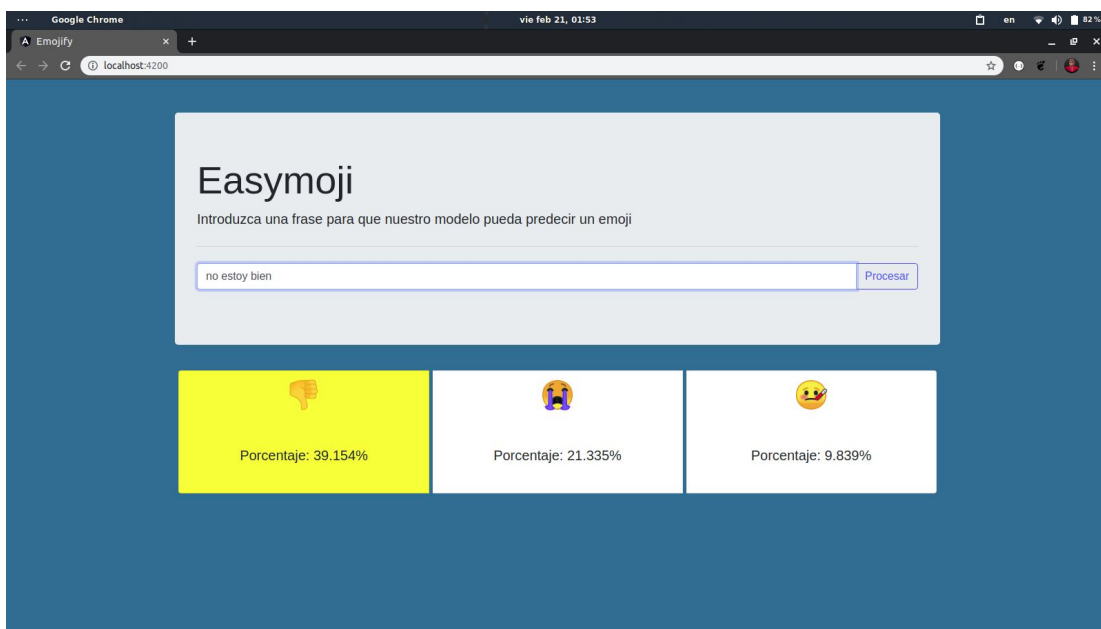 Google Chrome vie feb 21, 01:53 en 82%
Emojify
localhost:4200
Easymoji
Introduzca una frase para que nuestro modelo pueda predecir un emoji
no estoy bien Procesar
Porcentaje: 39.154% Porcentaje: 21.335% Porcentaje: 9.839%